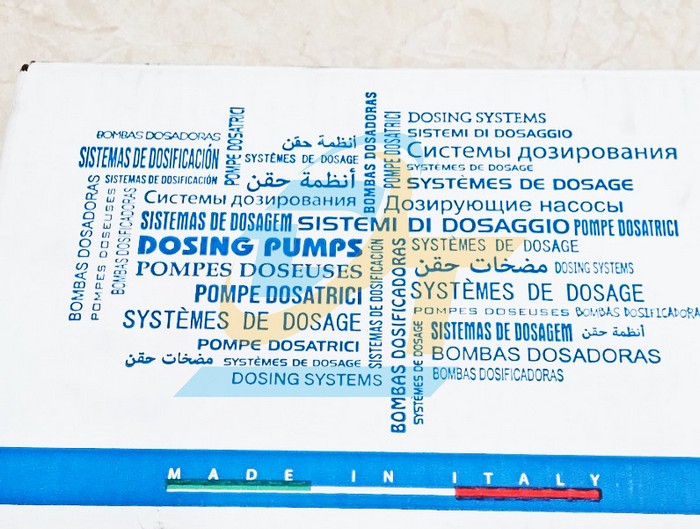 BOMBAS DOSADORAS
SISTEMAS DE DOSIFICACIÓN
SISTEMAS DE DOSIFICACIÓN
POMPE DOSATRICI
أنظمة حقن
SYSTÈMES DE DOSAGE
أنظمة حقن
Системы дозирования
SISTEMAS DE DOSAGEM
SISTEMI DI DOSAGGIO
POMPE DOSATRICI
DOSING PUMPS
POMPES DOSEUSES
POMPE DOSATRICI
SYSTÈMES DE DOSAGE
POMPE DOSATRICI
مضخات حقن
SYSTÈMES DE DOSAGE
DOSING SYSTEMS
BOMBAS DOSADORAS
POMPES DOSEUSES
BOMBAS DOSIFICADORAS
BOMBAS DOSADORAS
POMPE DOSATRICI
DOSING SYSTEMS
SISTEMI DI DOSAGGIO
Системы дозирования
SYSTÈMES DE DOSAGE
SYSTÈMES DE DOSAGE
Дозирующие насосы
SYSTÈMES DE DOSAGE
مضخات حقن
DOSING SYSTEMS
SYSTÈMES DE DOSAGE
POMPES DOSEUSES
BOMBAS DOSIFICADORA
SISTEMAS DE DOSAGEM
أنظمة حقن
BOMBAS DOSADORAS
BOMBAS DOSIFICADORAS
SISTEMAS DE DOSIFICACIÓN
BOMBAS DOSIFICADORAS
SYSTÈMES DE DOSAGE
MADE IN ITALY